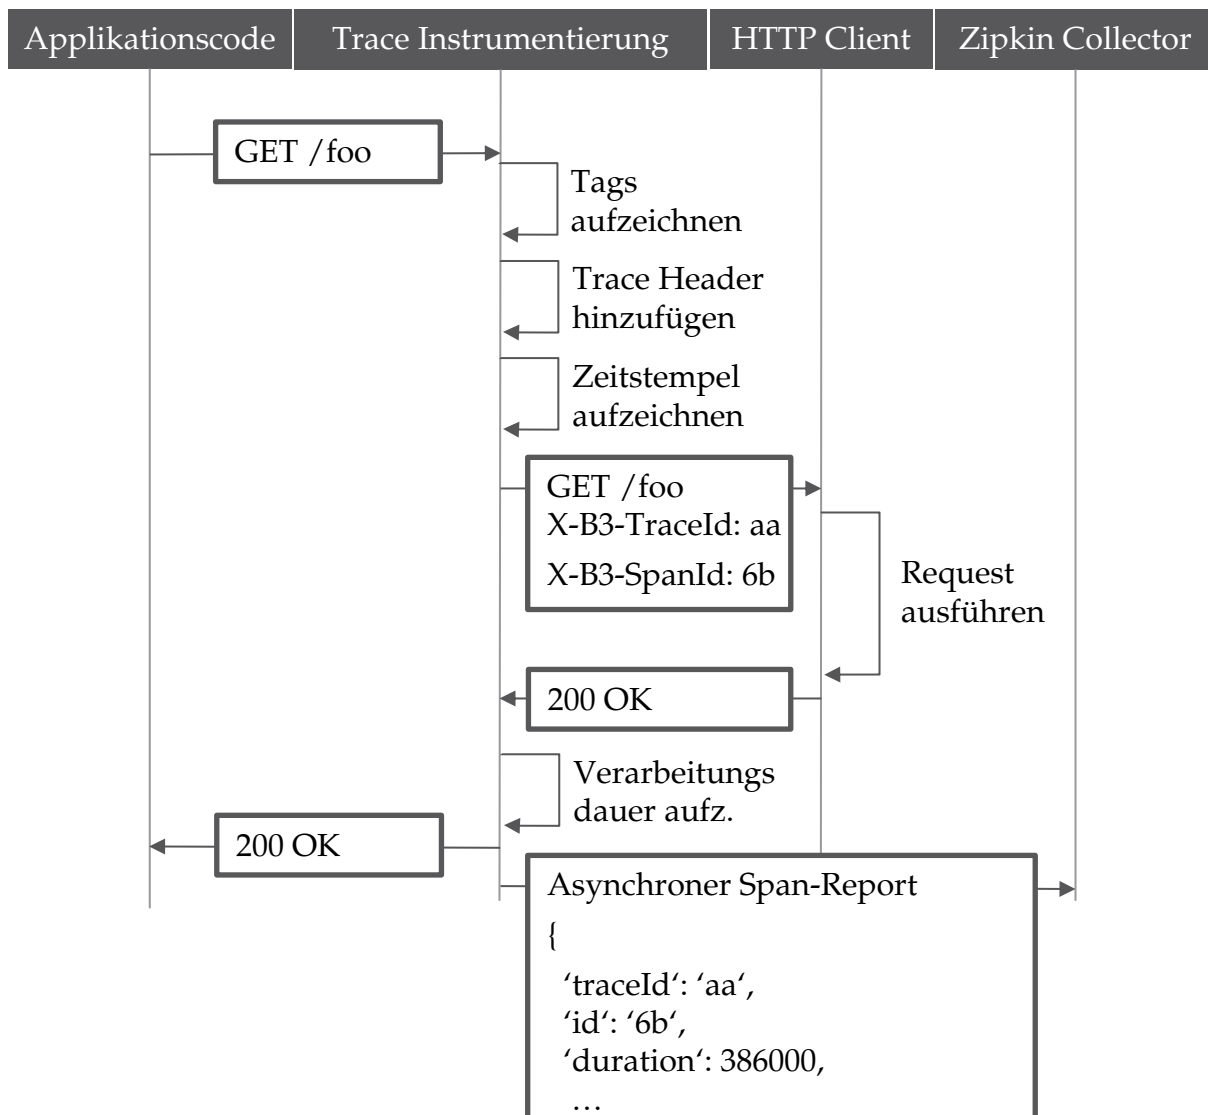 Applikationscode
Trace Instrumentierung
HTTP Client
Zipkin Collector
GET /foo
Tags
aufzeichnen
Trace Header
hinzufügen
Zeitstempel
aufzeichnen
GET /foo
X-B3-TraceId: aa
X-B3-SpanId: 6b
Request
ausführen
200 OK
Verarbeitungs
dauer aufz.
200 OK
Asynchroner Span-Report
{
‘traceId‘: ‘aa‘,
‘id‘: ‘6b‘,
‘duration‘: 386000,
…